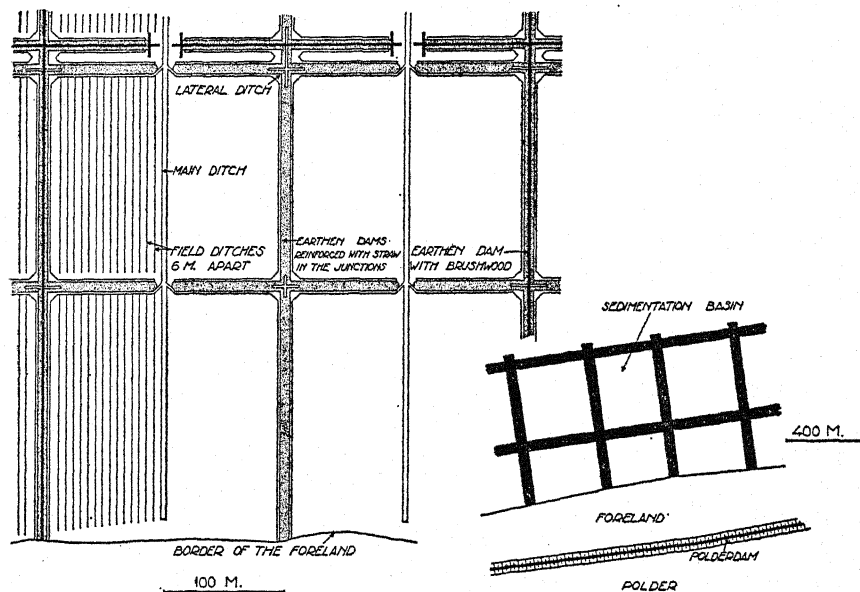 LATERAL DITCH
MAIN DITCH
FIELD DITCHES
6 M. APART
EARTHEN DAMS
REINFORCED WITH STRAW
IN THE JUNCTIONS
EARTHEN DAM
WITH BRUSHWOOD
SEDIMENTATION BASIN
400 M.
FORELAND
POLDERDAM
POLDER
BORDER OF THE FORELAND
100 M.